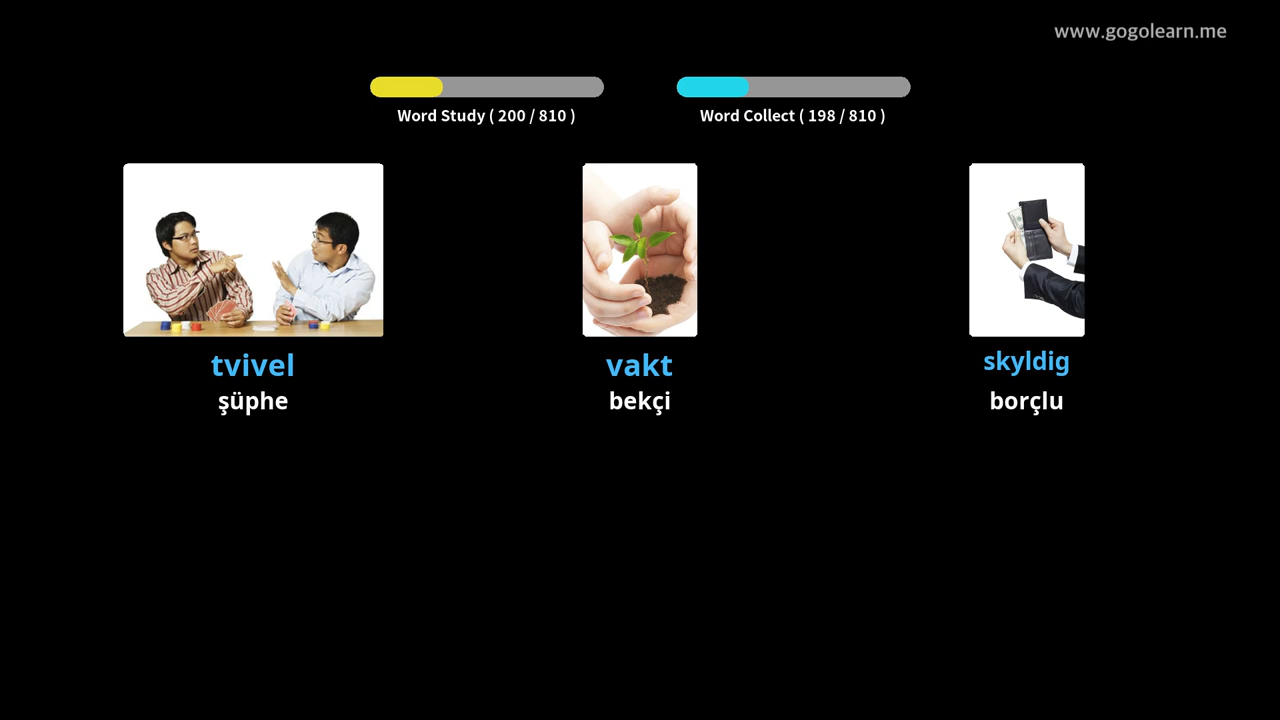 www.gogolearn.me
Word Study ( 200 / 810 )
Word Collect ( 198 / 810 )
tvivel
şüphe
vakt
bekçi
skyldig
borçlu